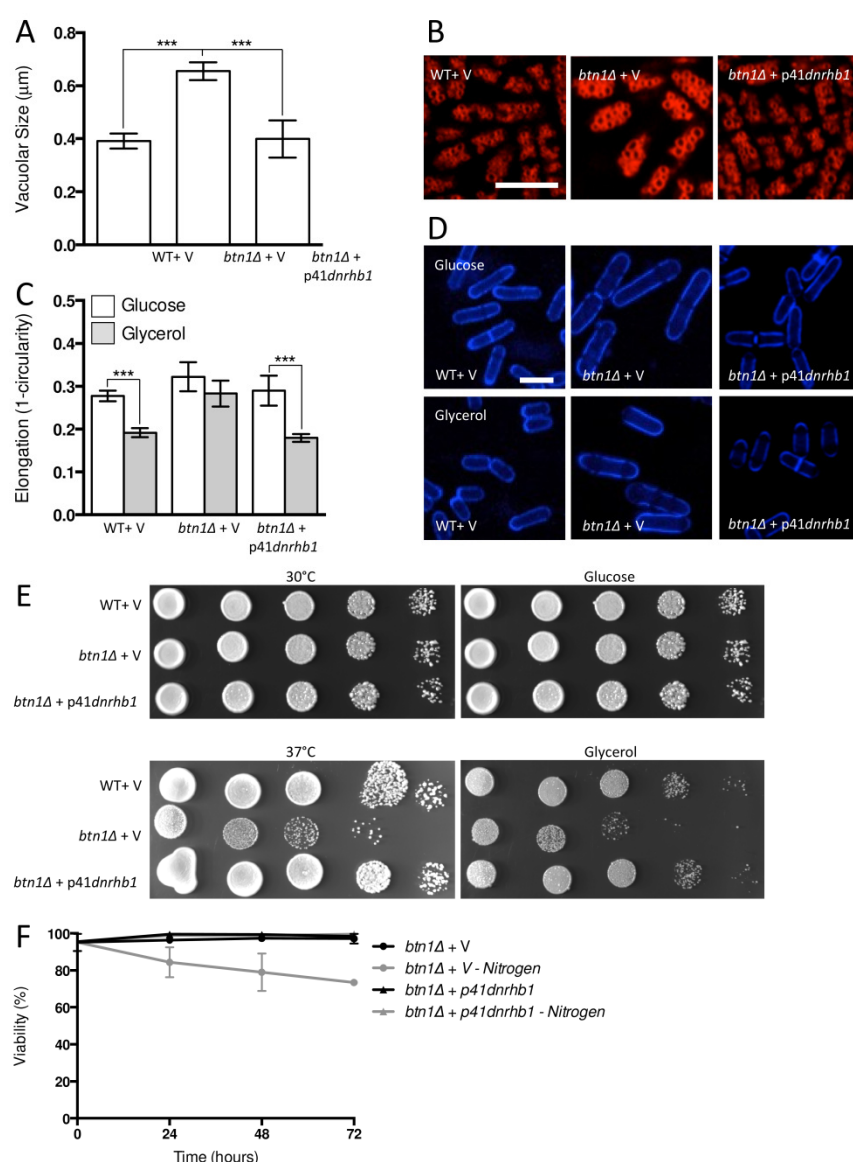 A
***
***
Vacuolar Size (μm)
0.8
0.6
0.4
0.2
0.0
WT+ V
btn1Δ + V
btn1Δ +
p41dnrhb1
B
WT+ V
btn1Δ + V
btn1Δ + p41dnrhb1
C
Glucose
Glycerol
***
***
Elongation (1-circularity)
0.5
0.4
0.3
0.2
0.1
0.0
WT+ V
btn1Δ + V
btn1Δ +
p41dnrhb1
D
Glucose
WT+ V
btn1Δ + V
btn1Δ + p41dnrhb1
Glycerol
WT+ V
btn1Δ + V
btn1Δ + p41dnrhb1
E
30°C
Glucose
WT+ V
btn1Δ + V
btn1Δ + p41dnrhb1
37°C
Glycerol
WT+ V
btn1Δ + V
btn1Δ + p41dnrhb1
F
Viability (%)
100
80
60
40
20
0
0
24
48
72
Time (hours)
btn1Δ + V
btn1Δ + V - Nitrogen
btn1Δ + p41dnrhb1
btn1Δ + p41dnrhb1 - Nitrogen